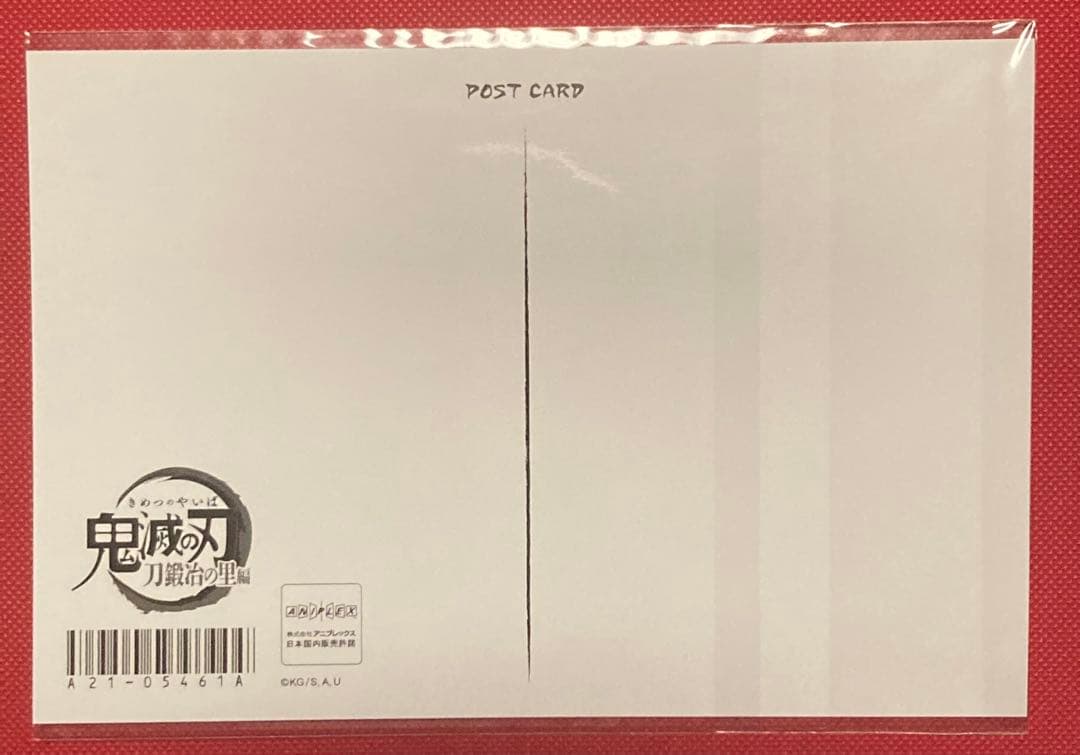 POST CARD
きめつのやいば
鬼滅の刃
刀鍛冶の里編
A21-05461A
ANIPLEX
株式会社アニプレックス
日本国内販売許諾
©KG/S,A,U